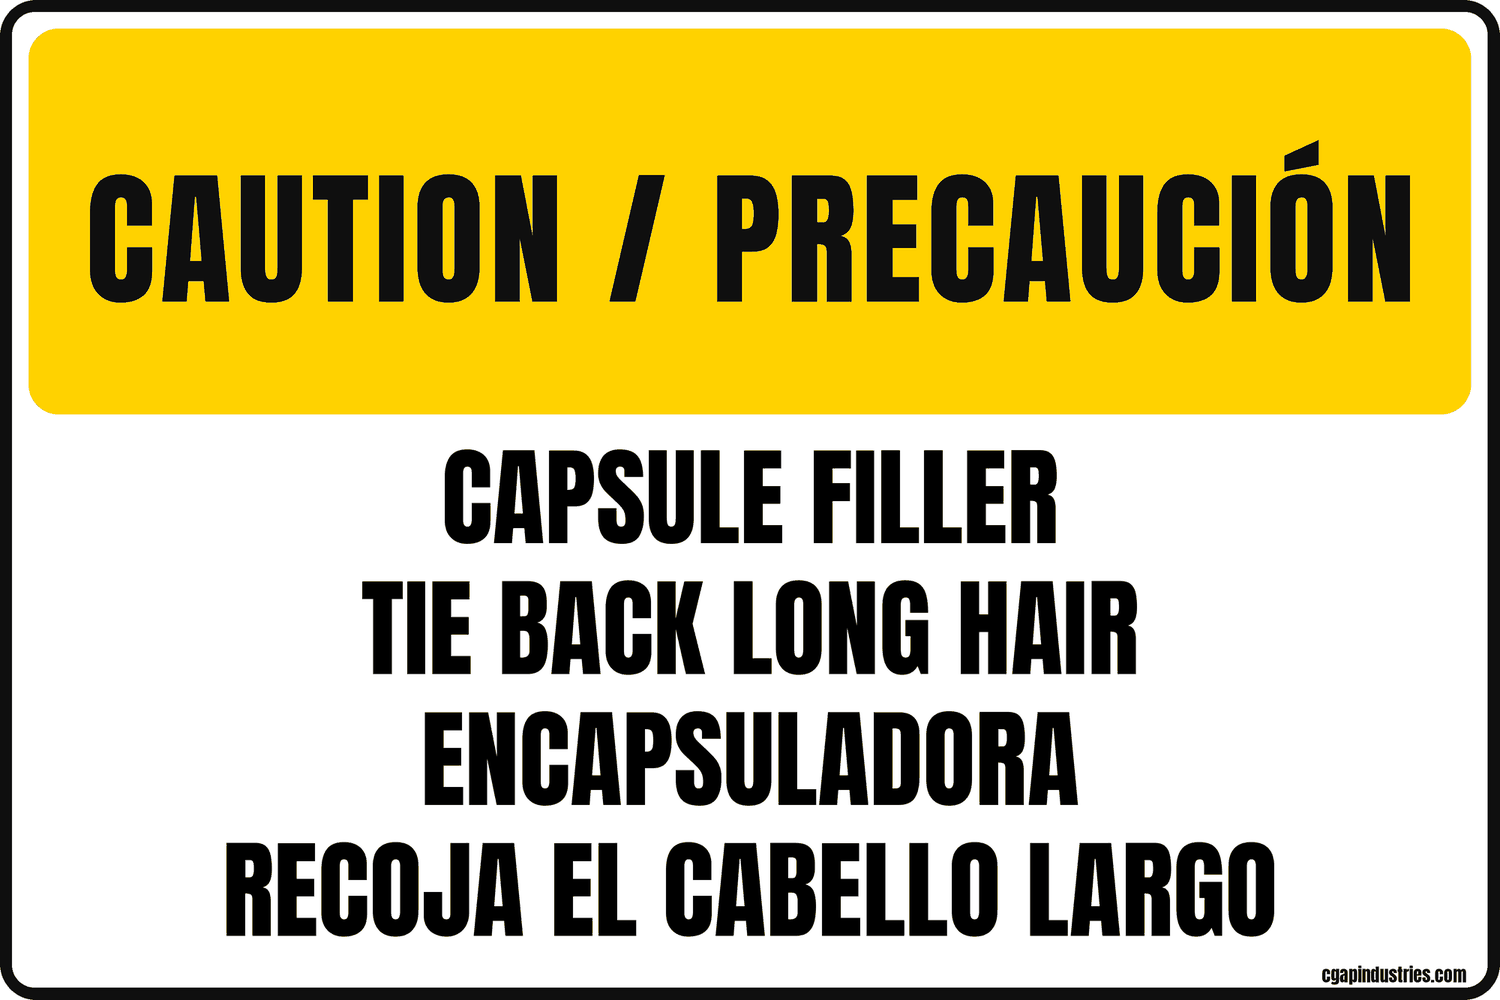 CAUTION / PRECAUCIÓN
CAPSULE FILLER
TIE BACK LONG HAIR
ENCAPSULADORA
RECOJA EL CABELLO LARGO
cgapindustries.com